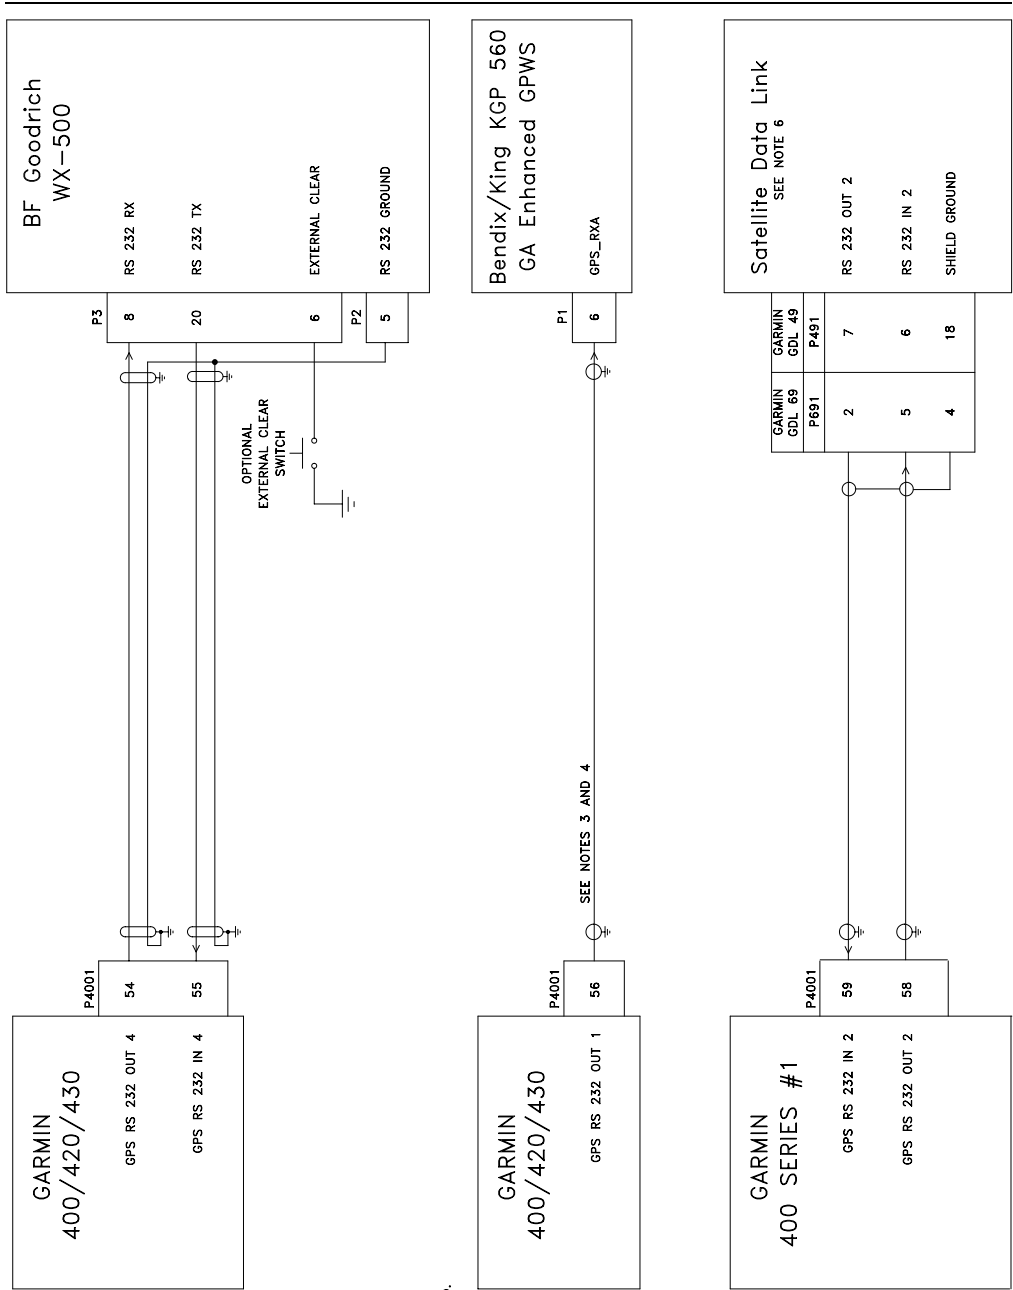 BF Goodrich
WX-500
RS 232 RX
RS 232 TX
EXTERNAL CLEAR
RS 232 GROUND
P3
8
20
6
P2
5
OPTIONAL
EXTERNAL CLEAR
SWITCH
P4001
54
55
GARMIN
400/420/430
GPS RS 232 OUT 4
GPS RS 232 IN 4
Bendix/King KGP 560
GA Enhanced GPWS
GPS_RXA
P1
6
SEE NOTES 3 AND 4
P4001
56
GARMIN
400/420/430
GPS RS 232 OUT 1
Satellite Data Link
SEE NOTE 6
RS 232 OUT 2
RS 232 IN 2
SHIELD GROUND
GARMIN
GDL 49
P491
7
6
18
GARMIN
GDL 69
P691
2
5
4
P4001
59
58
GARMIN
400 SERIES #1
GPS RS 232 IN 2
GPS RS 232 OUT 2